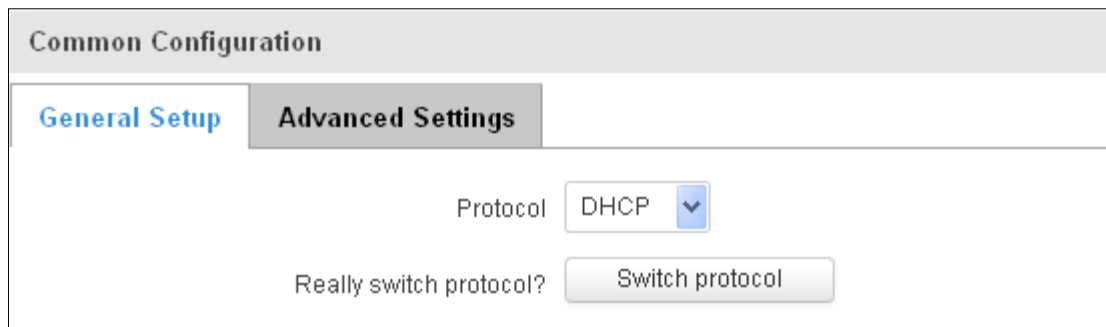 Common Configuration
General Setup Advanced Settings
Protocol DHCP
Really switch protocol? Switch protocol